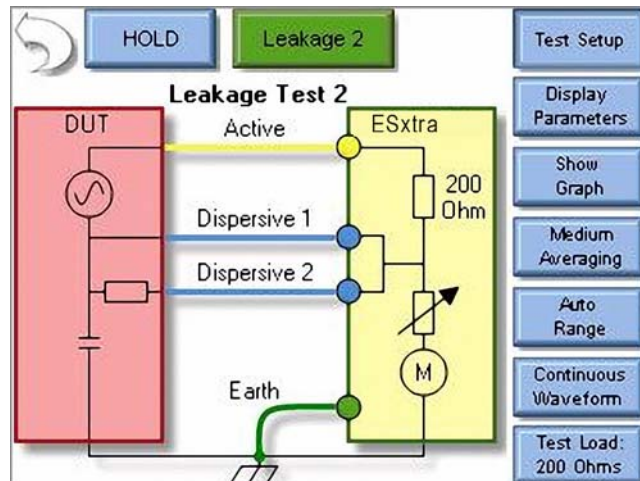 HOLD
Leakage 2
Test Setup
Leakage Test 2
Display
Parameters
DUT
Active
ESxtra
Show
Graph
200
Ohm
Dispersive 1
Medium
Averaging
Dispersive 2
Auto
Range
M
Continuous
Waveform
Earth
Test Load:
200 Ohms